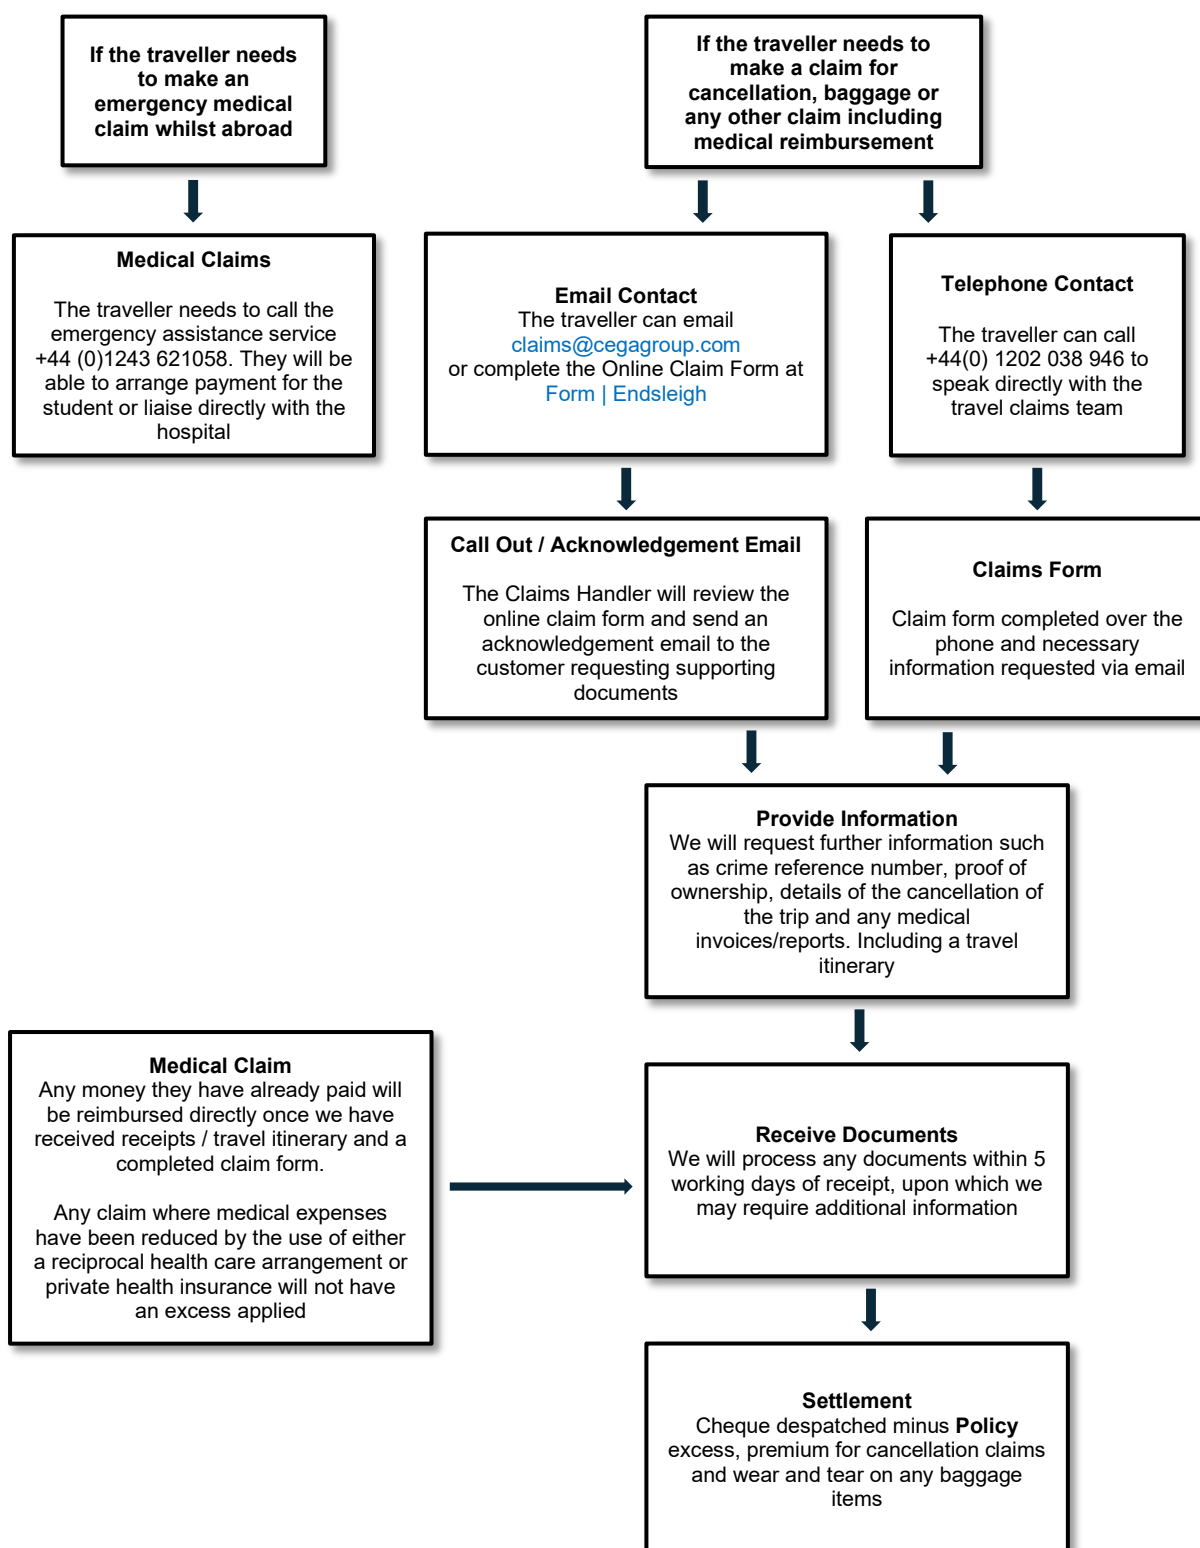 If the traveller needs
to make an
emergency medical
claim whilst abroad
If the traveller needs to
make a claim for
cancellation, baggage or
any other claim including
medical reimbursement
Medical Claims
The traveller needs to call the
emergency assistance service
+44 (0)1243 621058. They will be
able to arrange payment for the
student or liaise directly with the
hospital
Email Contact
The traveller can email
claims@cegagroup.com
or complete the Online Claim Form at
Form | Endsleigh
Telephone Contact
The traveller can call
+44(0) 1202 038 946 to
speak directly with the
travel claims team
Call Out / Acknowledgement Email
The Claims Handler will review the
online claim form and send an
acknowledgement email to the
customer requesting supporting
documents
Claims Form
Claim form completed over the
phone and necessary
information requested via email
Provide Information
We will request further information such
as crime reference number, proof of
ownership, details of the cancellation of
the trip and any medical
invoices/reports. Including a travel
itinerary
Medical Claim
Any money they have already paid will
be reimbursed directly once we have
received receipts / travel itinerary and a
completed claim form.
Any claim where medical expenses
have been reduced by the use of either
a reciprocal health care arrangement or
private health insurance will not have
an excess applied
Receive Documents
We will process any documents within 5
working days of receipt, upon which we
may require additional information
Settlement
Cheque despatched minus Policy
excess, premium for cancellation claims
and wear and tear on any baggage
items